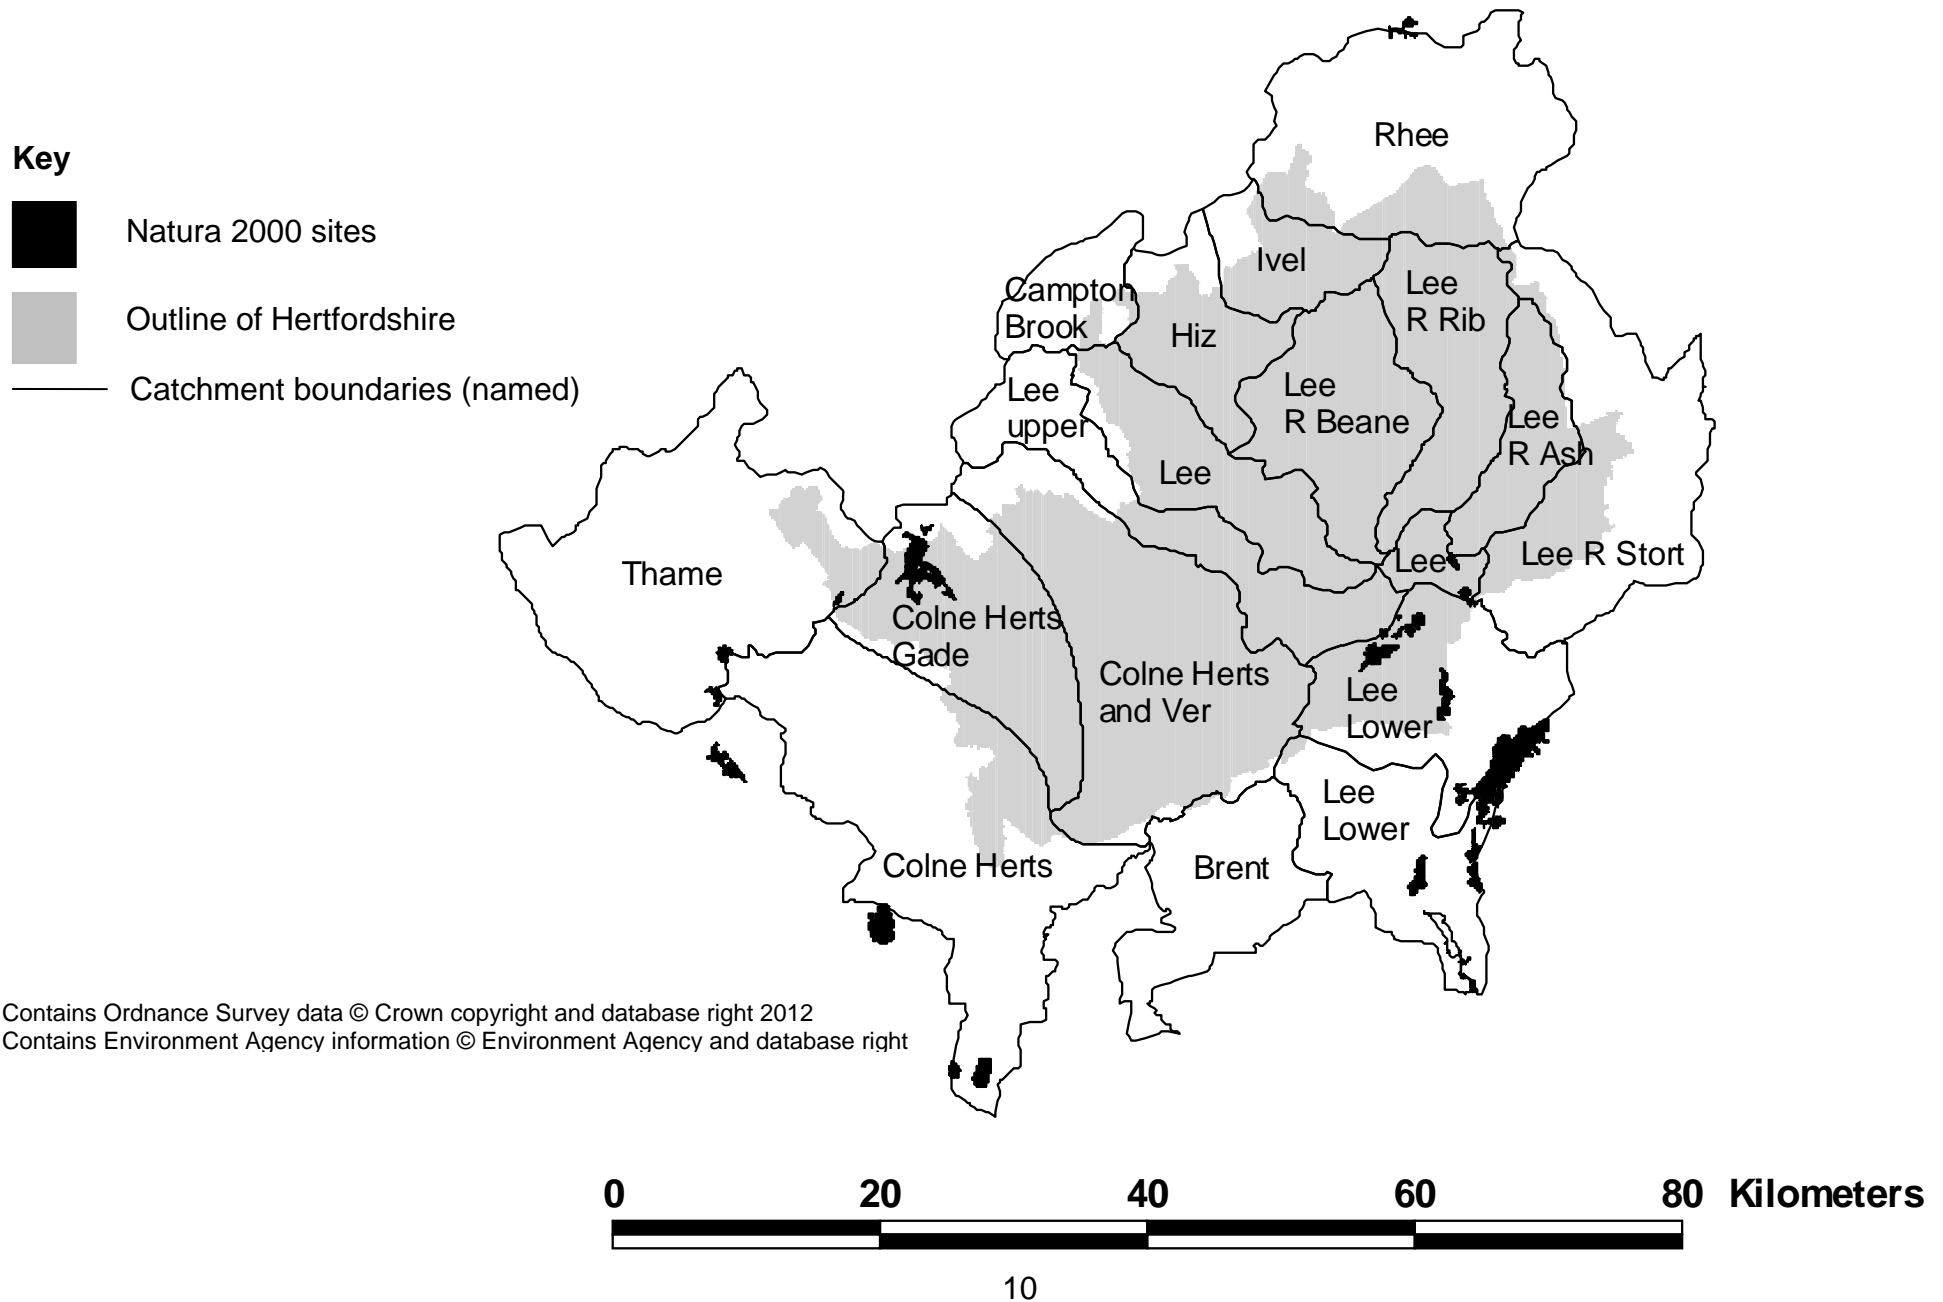 Key
Natura 2000 sites
Outline of Hertfordshire
Catchment boundaries (named)
Rhee
Ivel
Campton
Brook
Hiz
Lee
R Rib
Lee
upper
Lee
R Beane
Lee
R Ash
Lee
Thame
Lee
Lee R Stort
Colne Herts
Gade
Colne Herts
and Ver
Lee
Lower
Lee
Lower
Colne Herts
Brent
Contains Ordnance Survey data © Crown copyright and database right 2012
Contains Environment Agency information © Environment Agency and database right
0 20 40 60 80 Kilometers
10